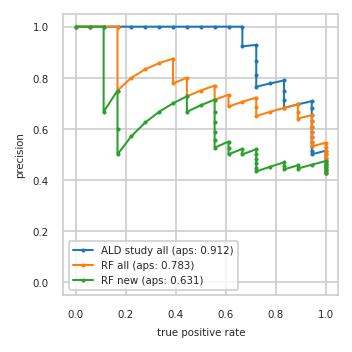 1.0
0.8
0.6
0.4
0.2
0.0
precision
ALD study all (aps: 0.912)
RF all (aps: 0.783)
RF new (aps: 0.631)
0.0 0.2 0.4 0.6 0.8 1.0
true positive rate